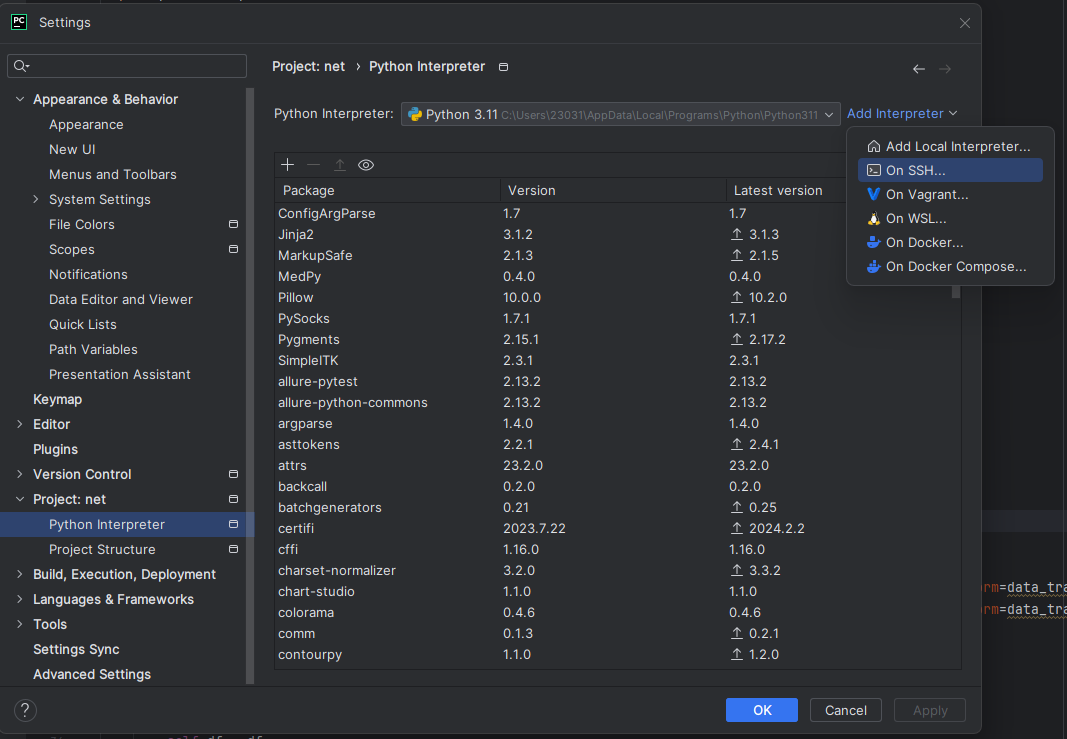 PC Settings
Project: net › Python Interpreter
Python Interpreter: Python 3.11 C:\Users\23031\AppData\Local\Programs\Python\Python311 Add Interpreter
Add Local Interpreter...
On SSH...
On Vagrant...
On WSL...
On Docker...
On Docker Compose...
Appearance & Behavior
Appearance
New UI
Menus and Toolbars
System Settings
File Colors
Scopes
Notifications
Data Editor and Viewer
Quick Lists
Path Variables
Presentation Assistant
Keymap
Editor
Plugins
Version Control
Project: net
Python Interpreter
Project Structure
Build, Execution, Deployment
Languages & Frameworks
Tools
Settings Sync
Advanced Settings
Package Version Latest version
ConfigArgParse 1.7 1.7
Jinja2 3.1.2 3.1.3
MarkupSafe 2.1.3 2.1.5
MedPy 0.4.0 0.4.0
Pillow 10.0.0 10.2.0
PySocks 1.7.1 1.7.1
Pygments 2.15.1 2.17.2
SimpleITK 2.3.1 2.3.1
allure-pytest 2.13.2 2.13.2
allure-python-commons 2.13.2 2.13.2
argparse 1.4.0 1.4.0
asttokens 2.2.1 2.4.1
attrs 23.2.0 23.2.0
backcall 0.2.0 0.2.0
batchgenerators 0.21 0.25
certifi 2023.7.22 2024.2.2
cffi 1.16.0 1.16.0
charset-normalizer 3.2.0 3.3.2
chart-studio 1.1.0 1.1.0
colorama 0.4.6 0.4.6
comm 0.1.3 0.2.1
contourpy 1.1.0 1.2.0
rm=data_tra
rm=data_tra
? OK Cancel Apply